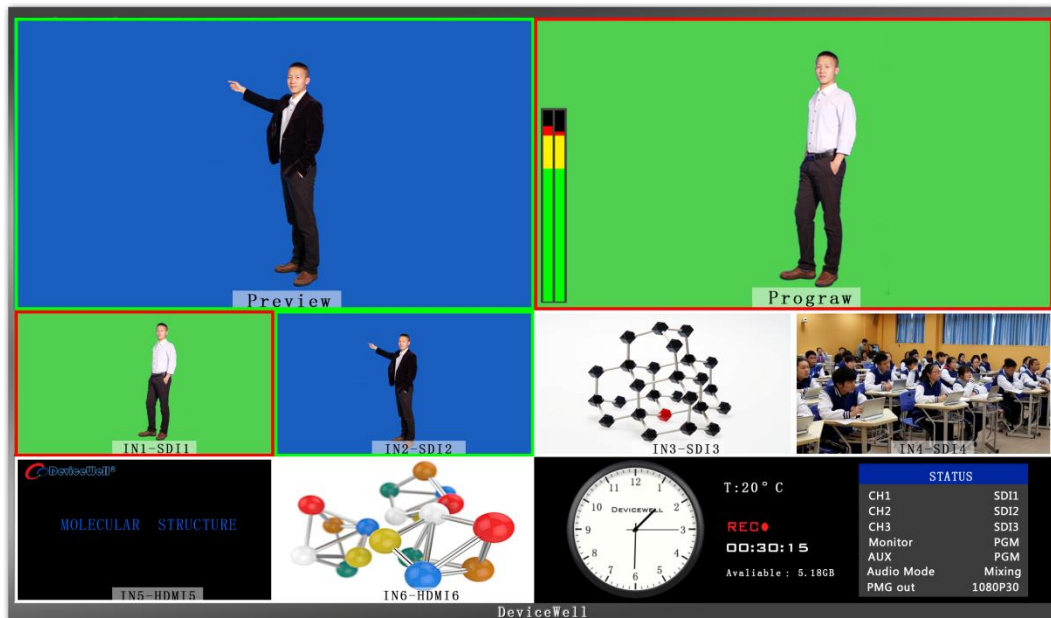 Preview
Prograw
IN1-SDI1
IN2-SDI2
IN3-SDI3
IN4-SDI4
DeviceWell®
MOLECULAR STRUCTURE
IN5-HDMI5
IN6-HDMI6
12
1
2
3
4
5
6
7
8
9
10
11
DEVICEWELL
T:20°C
REC
00:30:15
Avaliable: 5.18GB
STATUS
CH1 SDI1
CH2 SDI2
CH3 SDI3
Monitor PGM
AUX PGM
Audio Mode Mixing
PMG out 1080P30
DeviceWell